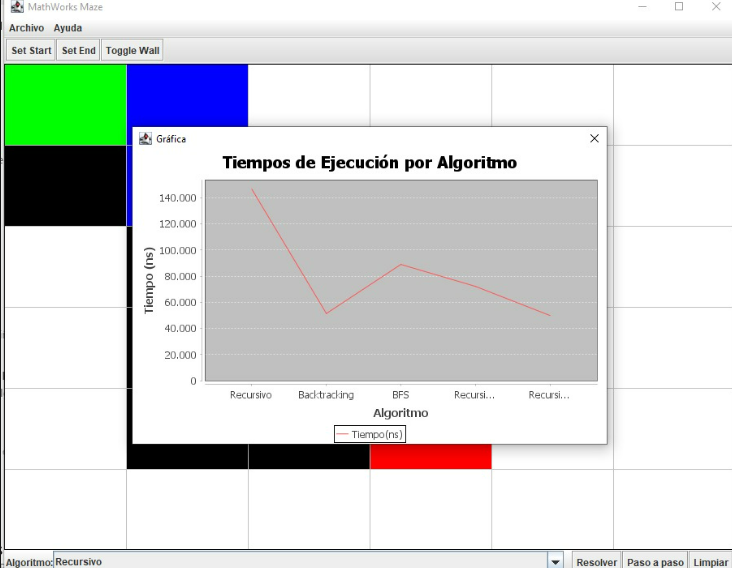 MathWorks Maze
Archivo Ayuda
Set Start Set End Toggle Wall
Gráfica
Tiempos de Ejecución por Algoritmo
Tiempo (ns)
140.000
120.000
100.000
80.000
60.000
40.000
20.000
0
Recursivo Backtracking BFS Recursi... Recursi...
Algoritmo
Tiempo(ns)
Algoritmo: Recursivo Resolver Paso a paso Limpiar